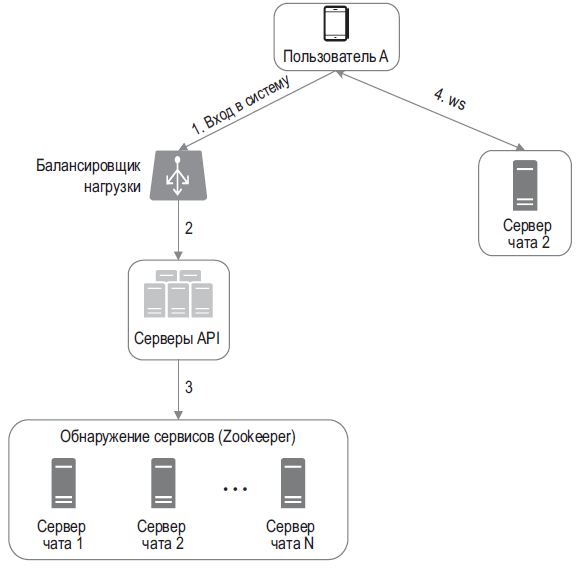 Пользователь A
1. Вход в систему
4. ws
Балансировщик
нагрузки
Сервер
чата 2
2
Серверы API
3
Обнаружение сервисов (Zookeeper)
...
Сервер
чата 1
Сервер
чата 2
Сервер
чата N